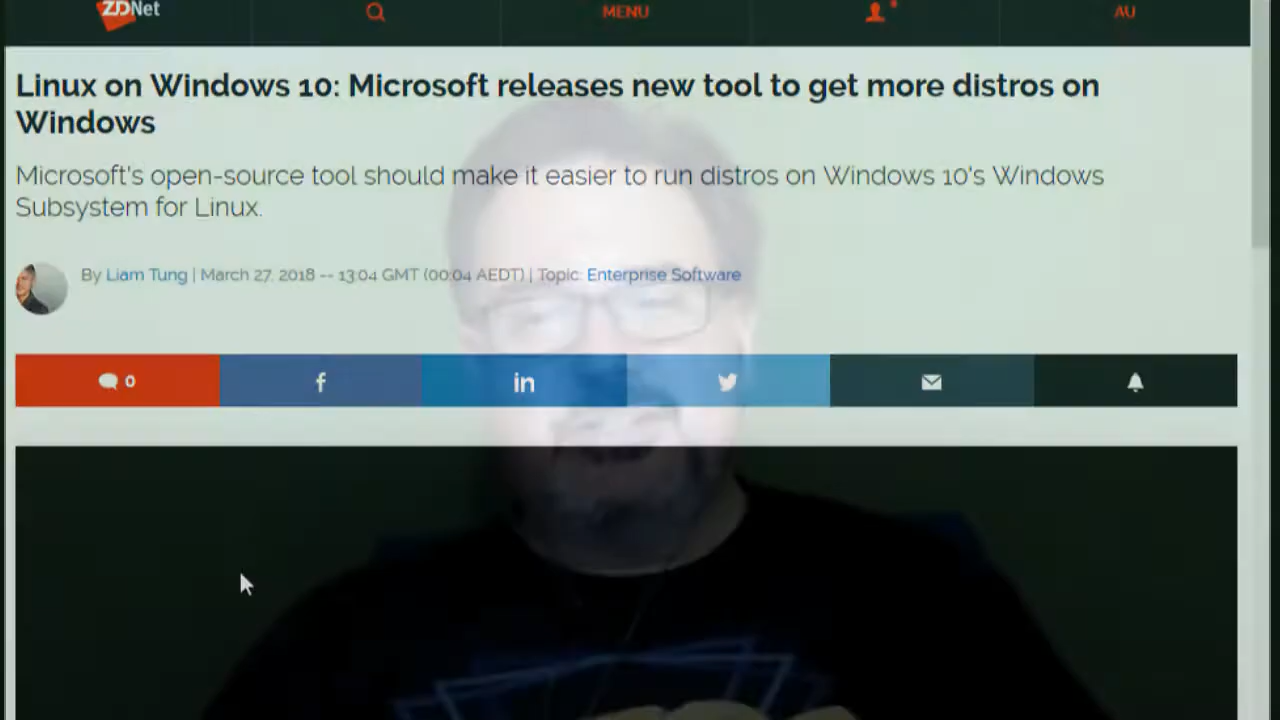 ZDNet
MENU
AU
Linux on Windows 10: Microsoft releases new tool to get more distros on
Windows
Microsoft's open-source tool should make it easier to run distros on Windows 10's Windows
Subsystem for Linux.
By Liam Tung | March 27, 2018 -- 13:04 GMT (00:04 AEDT) | Topic: Enterprise Software
0
f
in